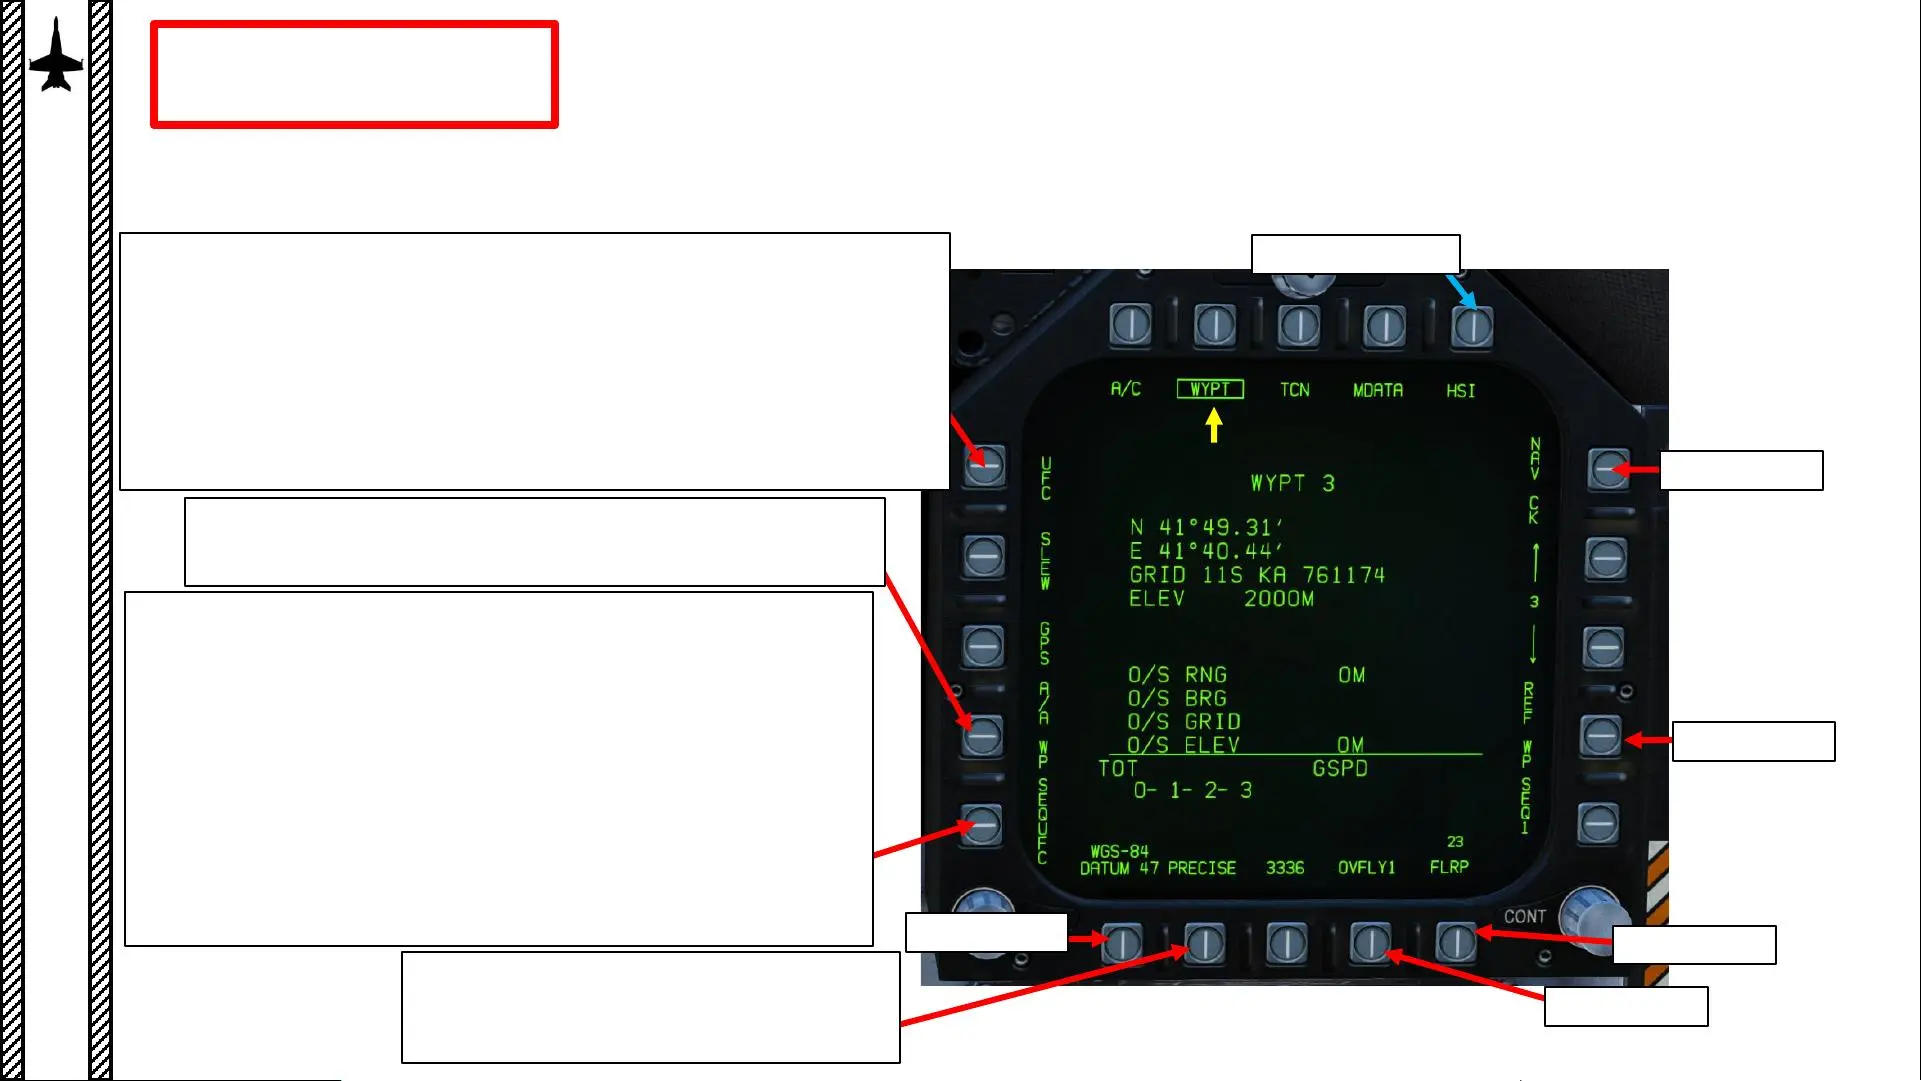 A/C WYPT TCN MDATA HSI
UFC
SLEW
GPS
A/A WP
SEQUFC
NAV CK
3
REF WP
SEQ1
WYPT 3
N 41°49.31′
E 41°40.44′
GRID 11S KA 761174
ELEV 2000M
O/S RNG 0M
O/S BRG
O/S GRID
O/S ELEV 0M
TOT GSPD
0- 1- 2- 3
WGS-84 23
DATUM 47 PRECISE 3336 OVFLY1 FLRP
CONT